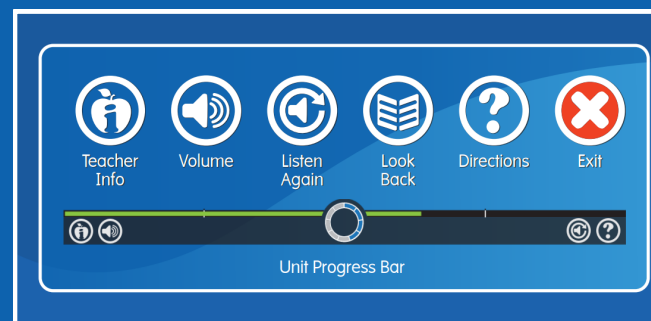 Teacher Info
Volume
Listen Again
Look Back
Directions
Exit
Unit Progress Bar